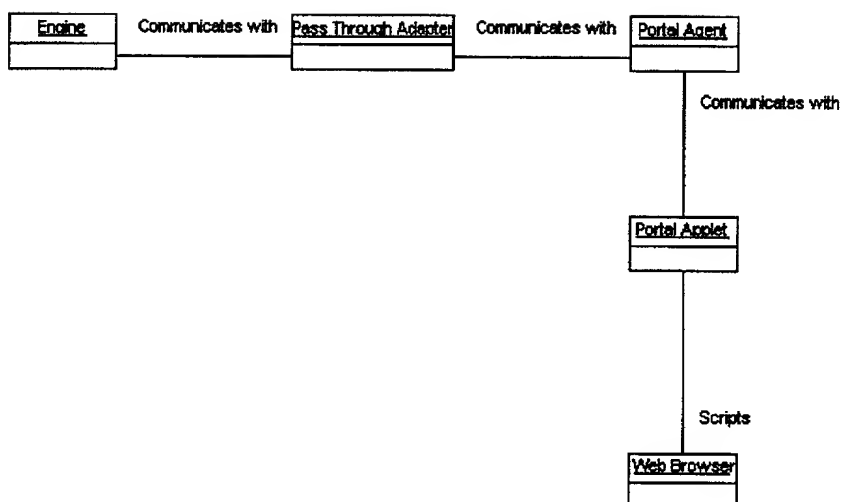 Engine
Communicates with
Pass Through Adapter
Communicates with
Portal Agent
Communicates with
Portal Applet
Scripts
Web Browser